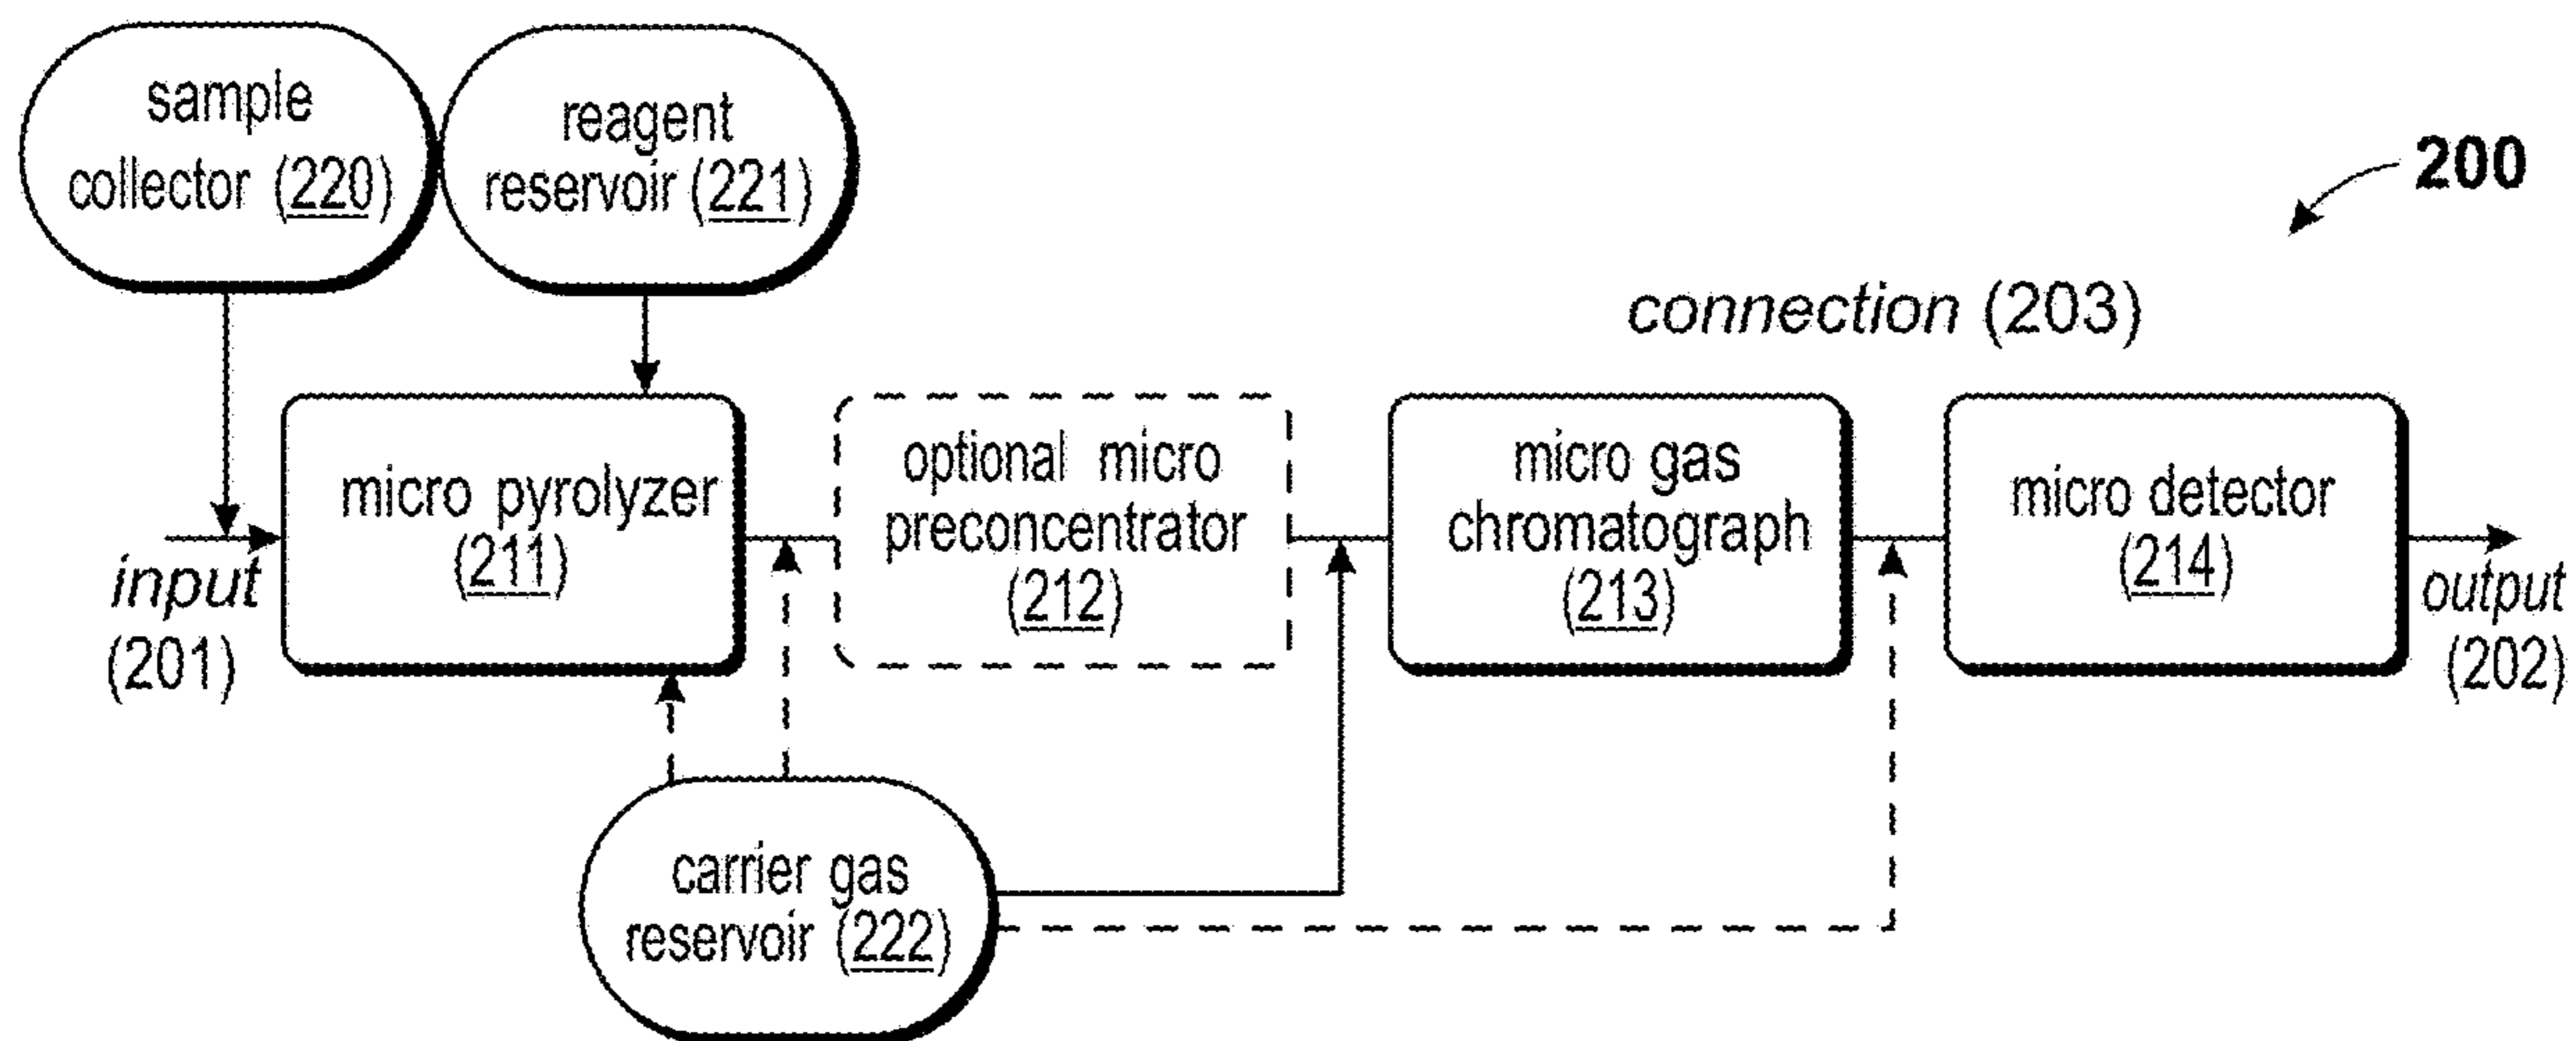 sample
collector (220)
reagent
reservoir (221)
200
connection (203)
input
(201)
micro pyrolyzer
(211)
optional micro
preconcentrator
(212)
micro gas
chromatograph
(213)
micro detector
(214)
output
(202)
carrier gas
reservoir (222)